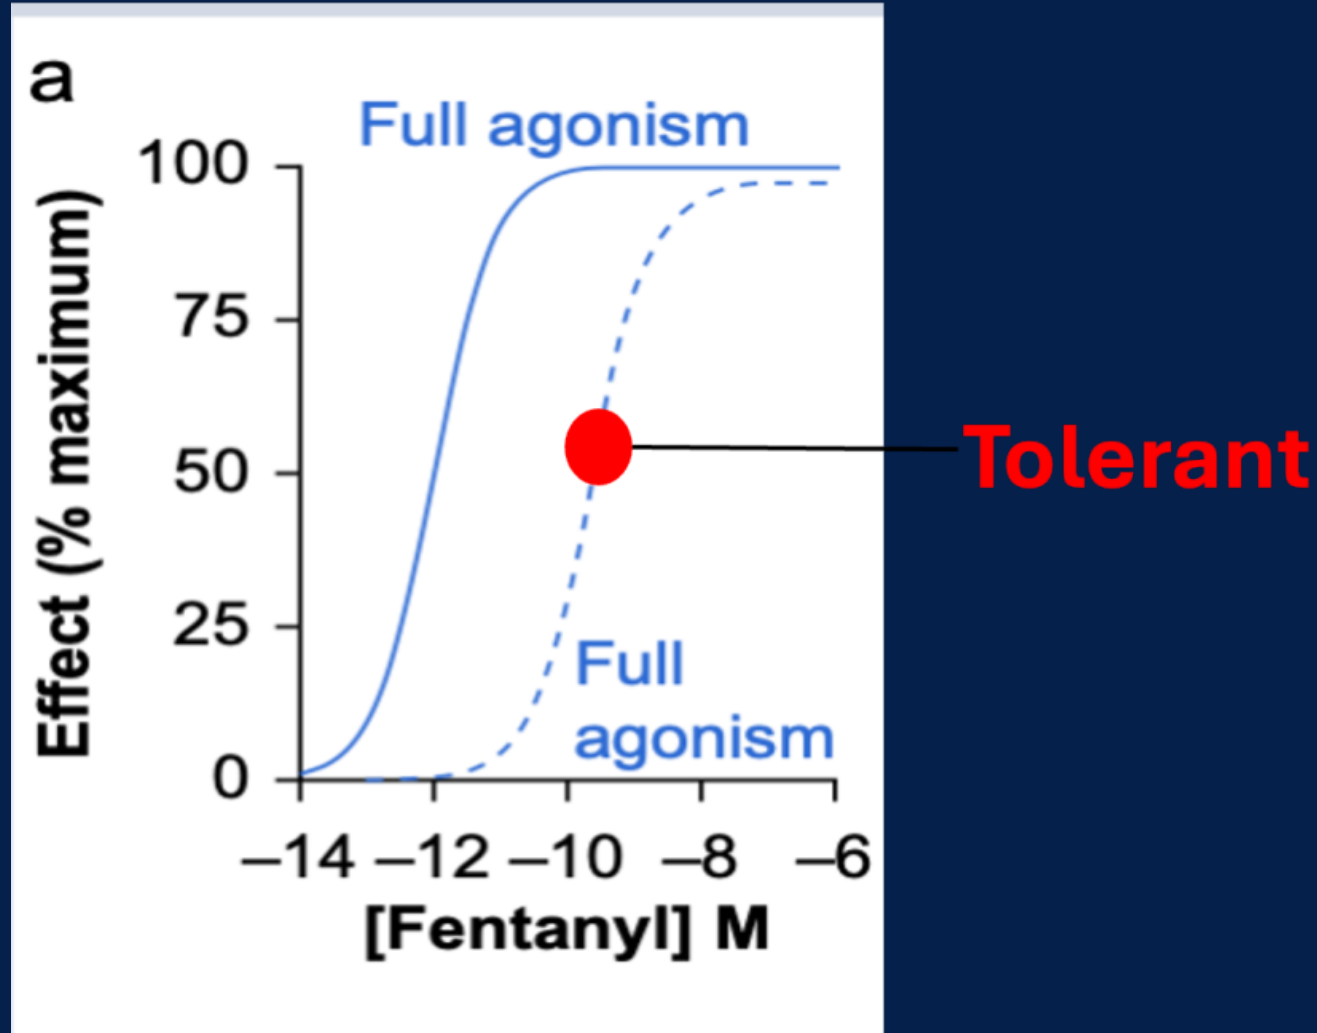 a
Full agonism
100
75
50
25
0
Effect (% maximum)
Full
agonism
–14 –12 –10 –8 –6
[Fentanyl] M
Tolerant